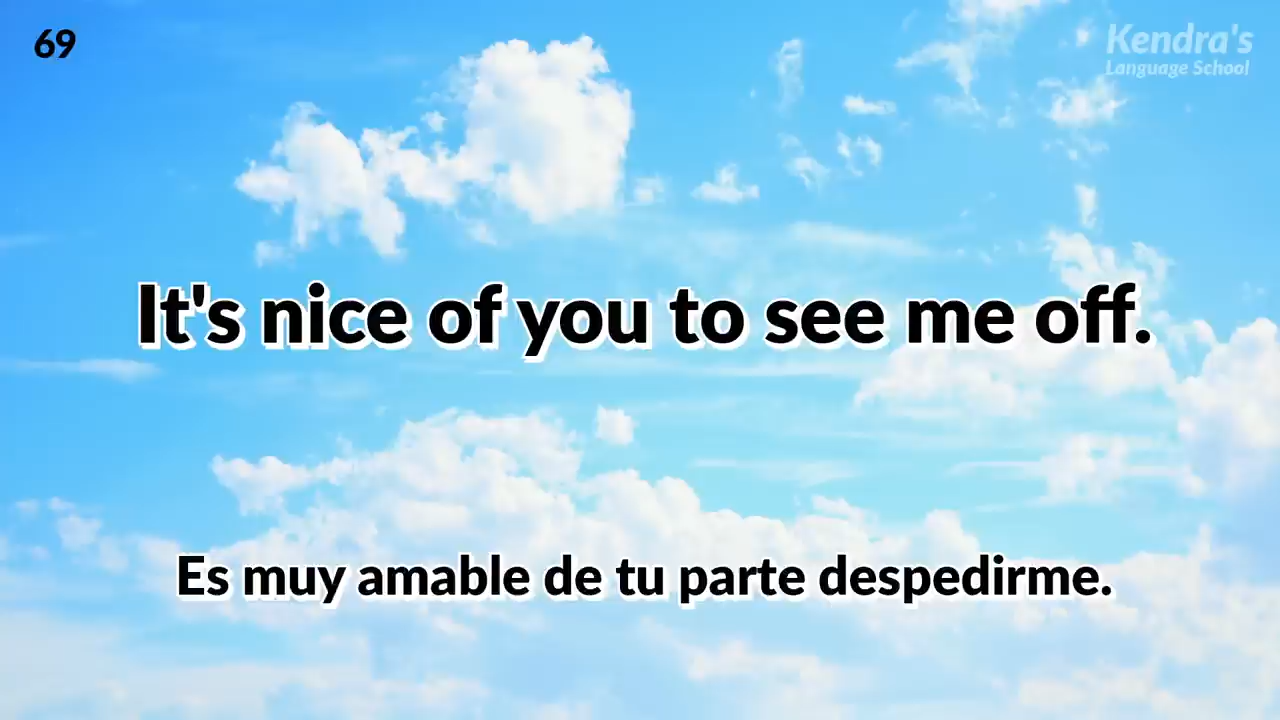 69
Kendra's
Language School
It's nice of you to see me off.
Es muy amable de tu parte despedirme.